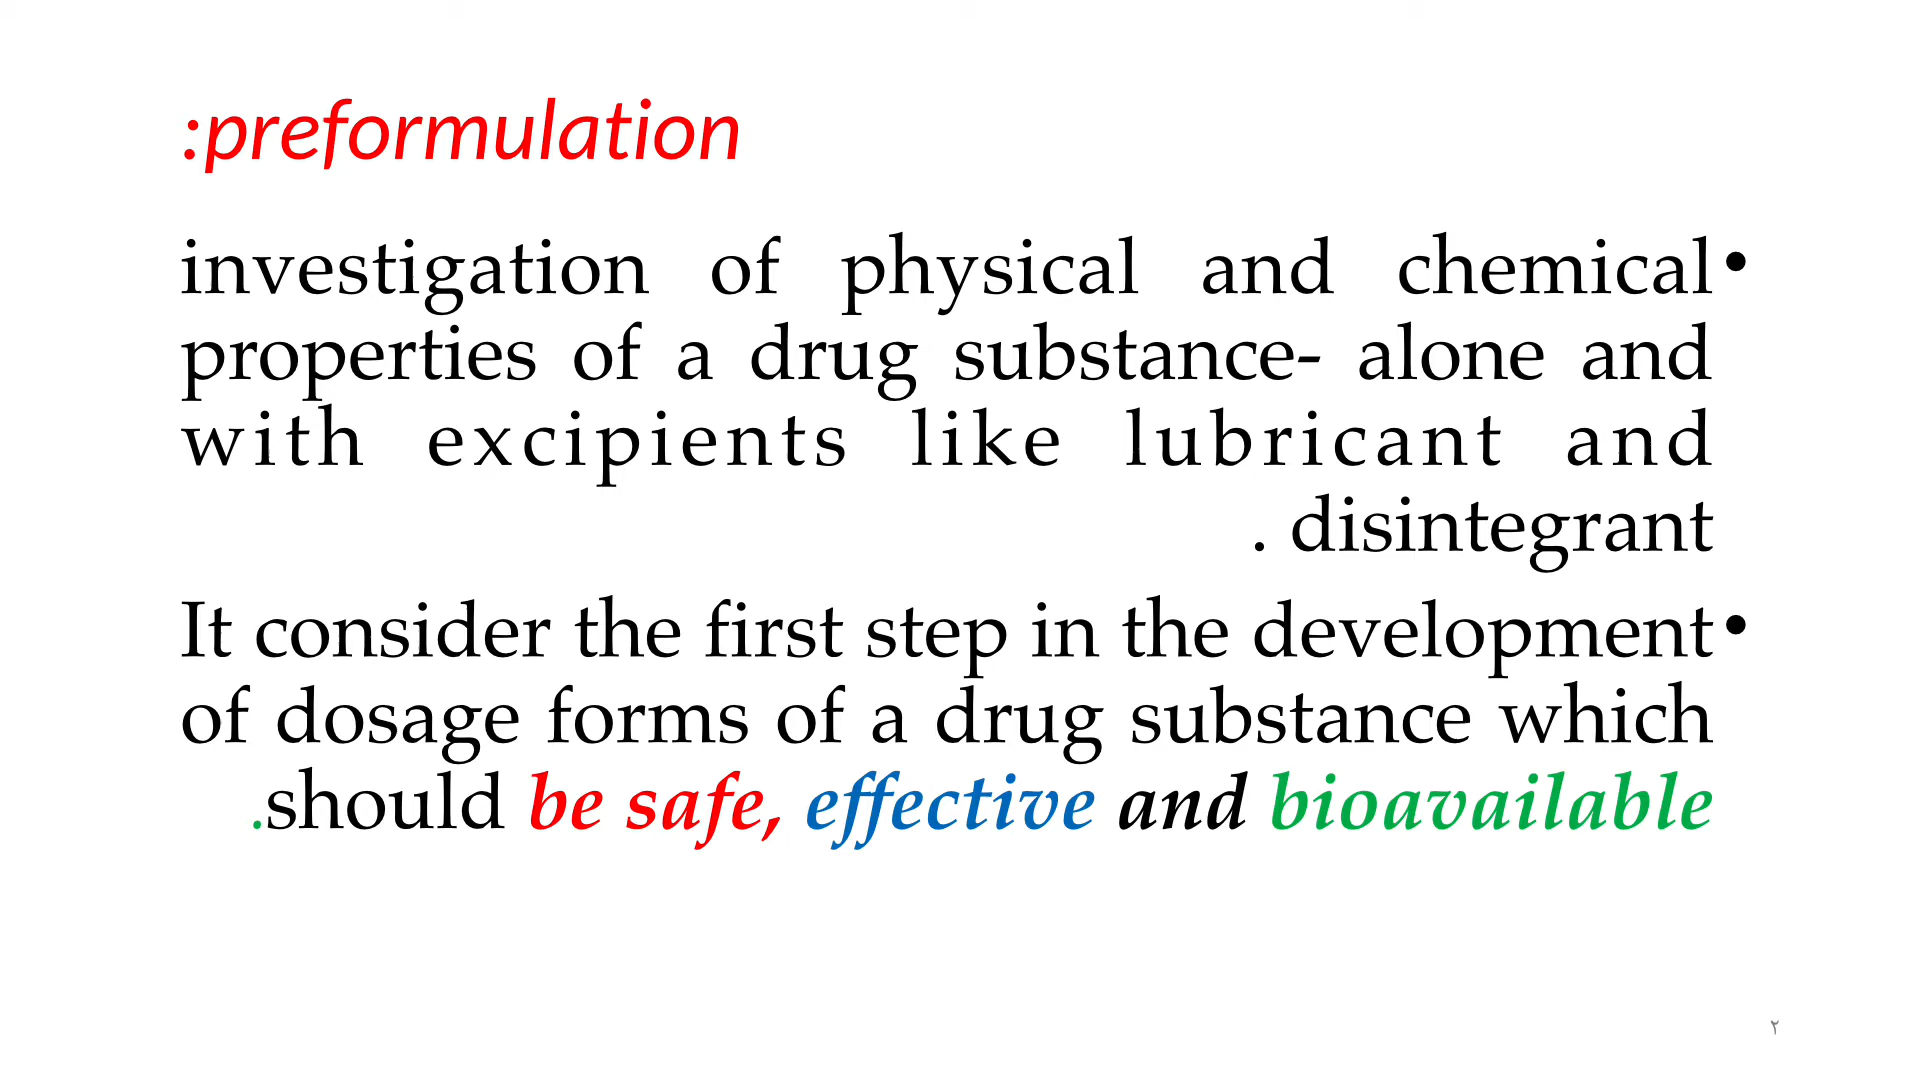 preformulation:
•investigation of physical and chemical
properties of a drug substance- alone and
with excipients like lubricant and
disintegrant .
•It consider the first step in the development
of dosage forms of a drug substance which
should be safe, effective and bioavailable.
٢